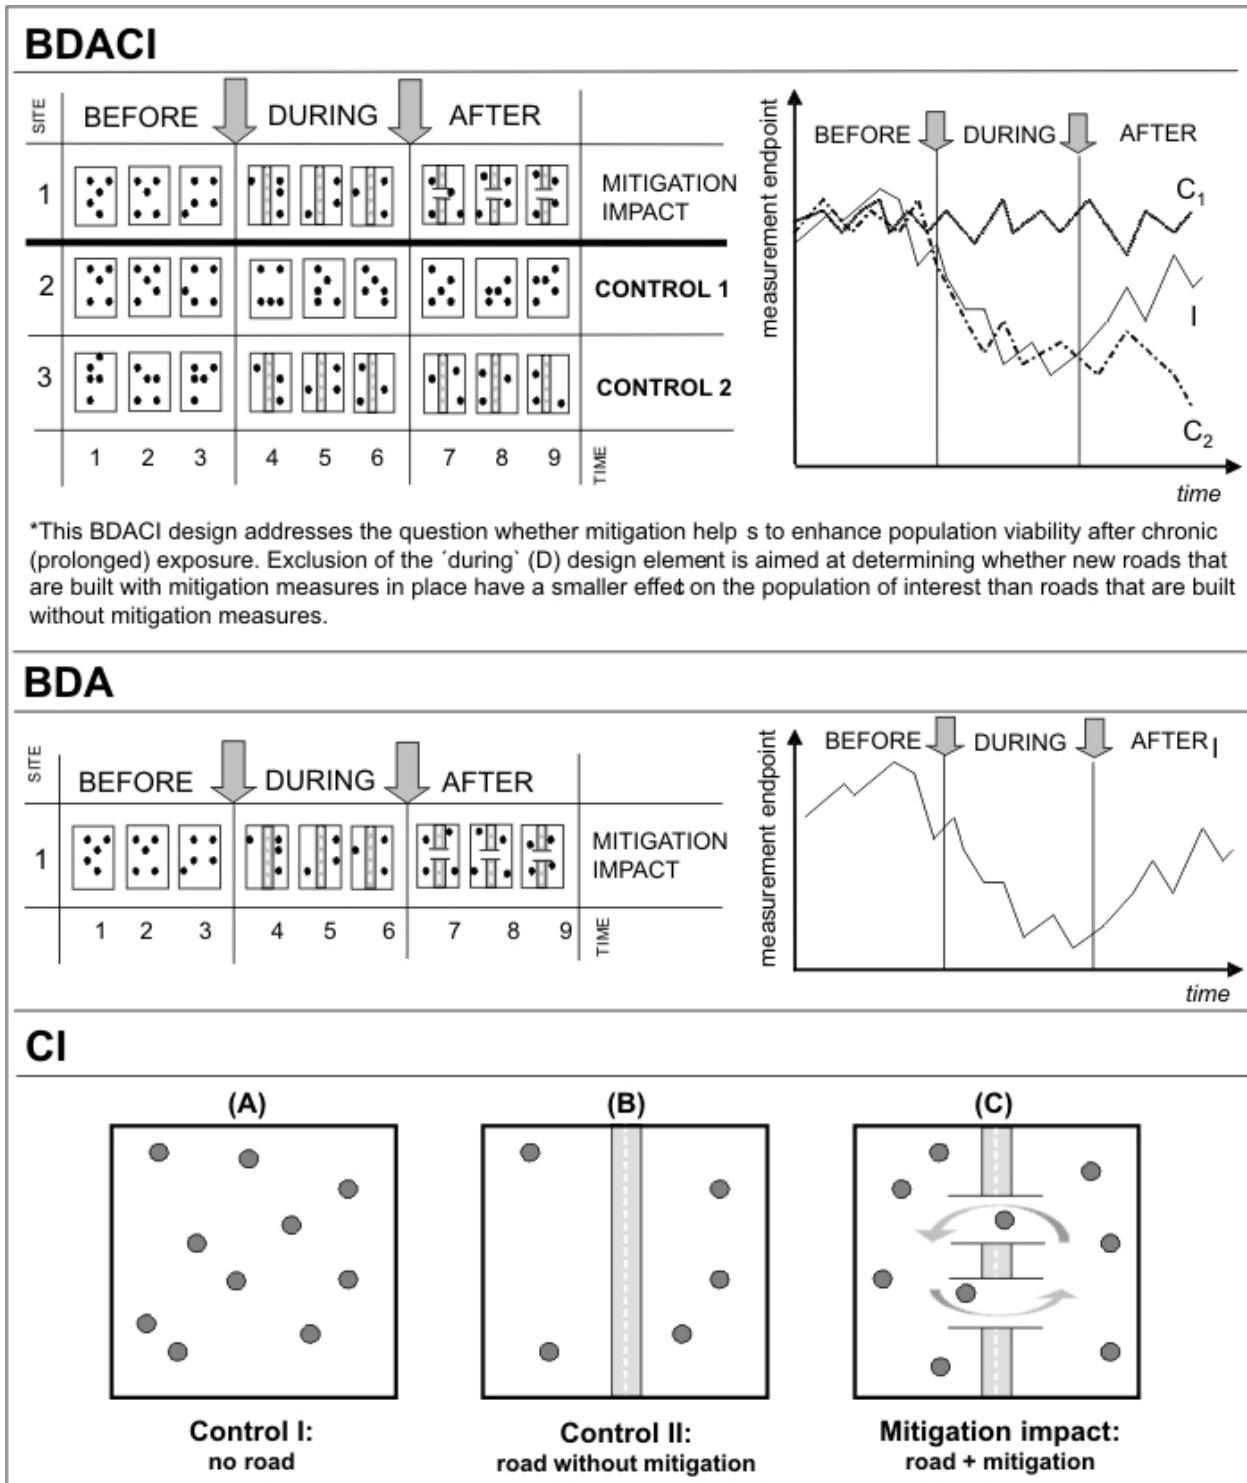 BDACI
SITE
BEFORE DURING AFTER
1 MITIGATION
IMPACT
2 CONTROL 1
3 CONTROL 2
1 2 3 4 5 6 7 8 9 TIME
measurement endpoint
BEFORE DURING AFTER
C1
I
C2
time
*This BDACI design addresses the question whether mitigation help s to enhance population viability after chronic
(prolonged) exposure. Exclusion of the ´during` (D) design element is aimed at determining whether new roads that
are built with mitigation measures in place have a smaller effect on the population of interest than roads that are built
without mitigation measures.
BDA
SITE
BEFORE DURING AFTER
1 MITIGATION
IMPACT
1 2 3 4 5 6 7 8 9 TIME
measurement endpoint
BEFORE DURING AFTER I
time
CI
(A) (B) (C)
Control I: Control II: Mitigation impact:
no road road without mitigation road + mitigation